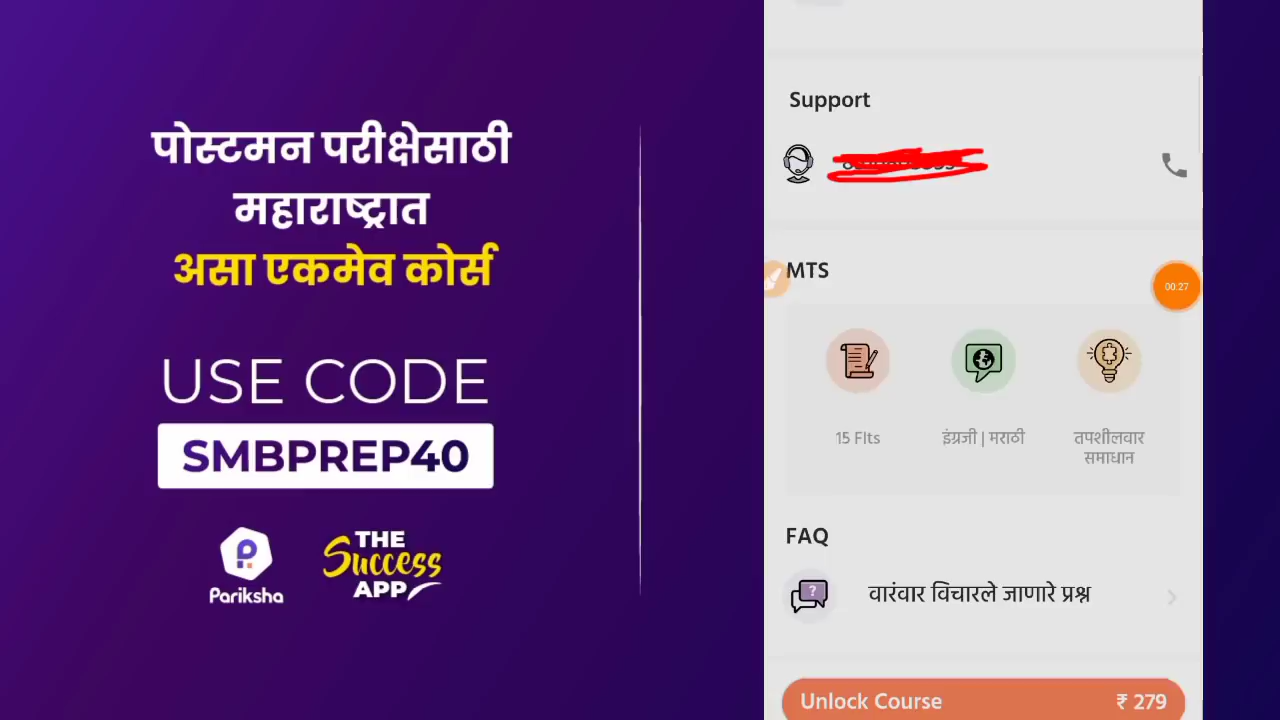 पोस्टमन परीक्षेसाठी
महाराष्ट्रात
असा एकमेव कोर्स
USE CODE
SMBPREP40
Pariksha
THE
Success
APP
Support
MTS
00:27
15 Flts
इंग्रजी | मराठी
तपशीलवार
समाधान
FAQ
वारंवार विचारले जाणारे प्रश्न
Unlock Course ₹ 279